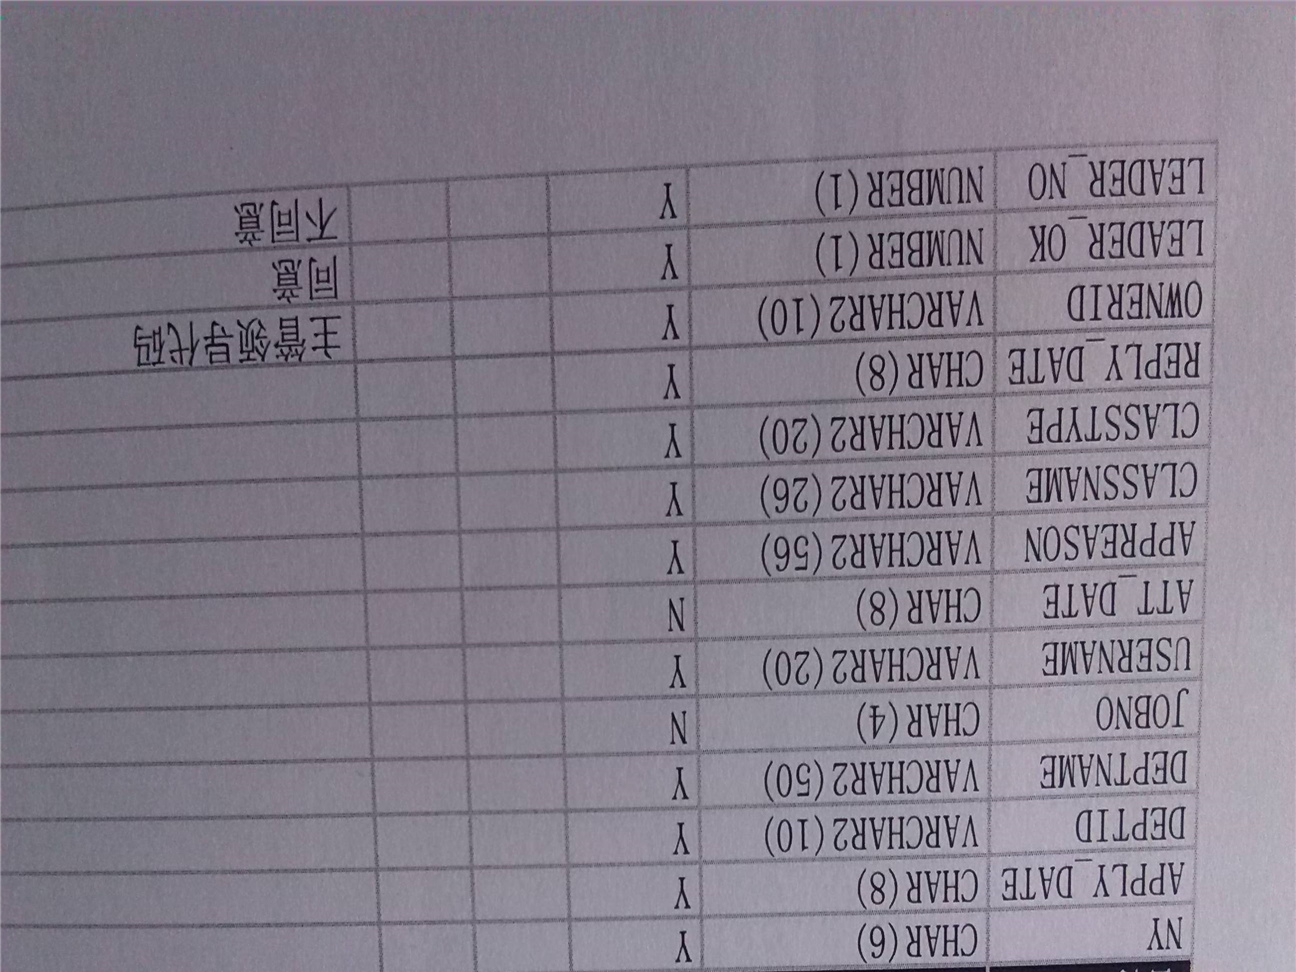 NY CHAR(6) Y
APPLY_DATE CHAR(8) Y
DEPTID VARCHAR2(10) Y
DEPTNAME VARCHAR2(50) Y
JOBNO CHAR(4) N
USERNAME VARCHAR2(20) Y
ATT_DATE CHAR(8) N
APPREASON VARCHAR2(56) Y
CLASSNAME VARCHAR2(26) Y
CLASSTYPE VARCHAR2(20) Y
REPLY_DATE CHAR(8) Y
OWNERID VARCHAR2(10) Y 主管领导代码
LEADER_OK NUMBER(1) Y 同意
LEADER_NO NUMBER(1) Y 不同意